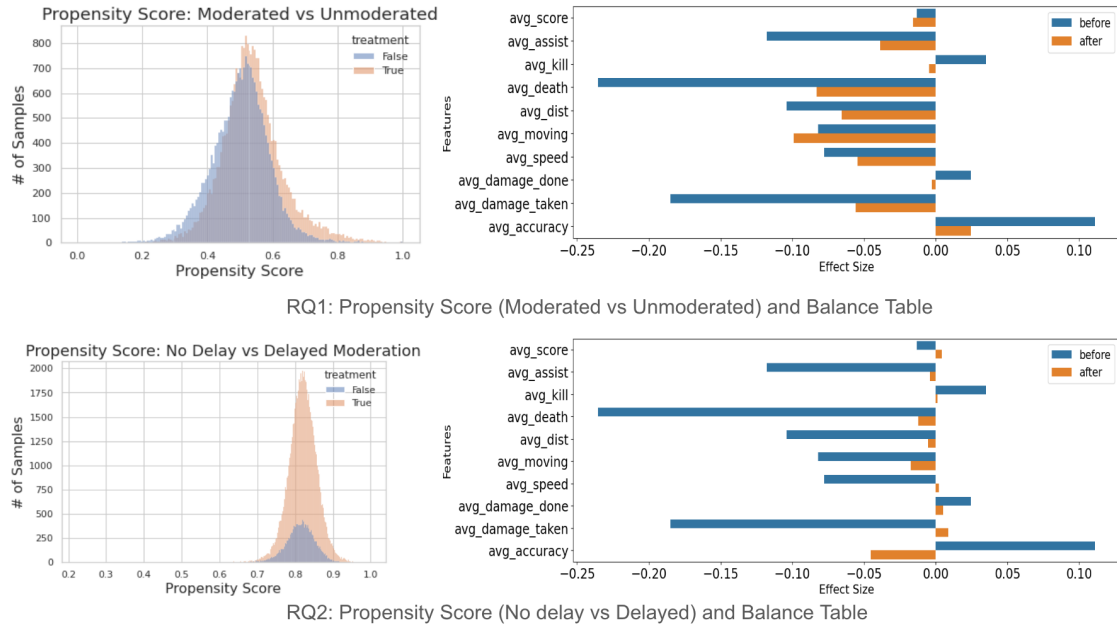 Propensity Score: Moderated vs Unmoderated
treatment
False
True
# of Samples
800
700
600
500
400
300
200
100
0
0.0 0.2 0.4 0.6 0.8 1.0
Propensity Score
before
after
Features
avg_score
avg_assist
avg_kill
avg_death
avg_dist
avg_moving
avg_speed
avg_damage_done
avg_damage_taken
avg_accuracy
−0.25 −0.20 −0.15 −0.10 −0.05 0.00 0.05 0.10
Effect Size
RQ1: Propensity Score (Moderated vs Unmoderated) and Balance Table
Propensity Score: No Delay vs Delayed Moderation
treatment
False
True
# of Samples
2000
1750
1500
1250
1000
750
500
250
0
0.2 0.3 0.4 0.5 0.6 0.7 0.8 0.9 1.0
Propensity Score
before
after
Features
avg_score
avg_assist
avg_kill
avg_death
avg_dist
avg_moving
avg_speed
avg_damage_done
avg_damage_taken
avg_accuracy
−0.25 −0.20 −0.15 −0.10 −0.05 0.00 0.05 0.10
Effect Size
RQ2: Propensity Score (No delay vs Delayed) and Balance Table